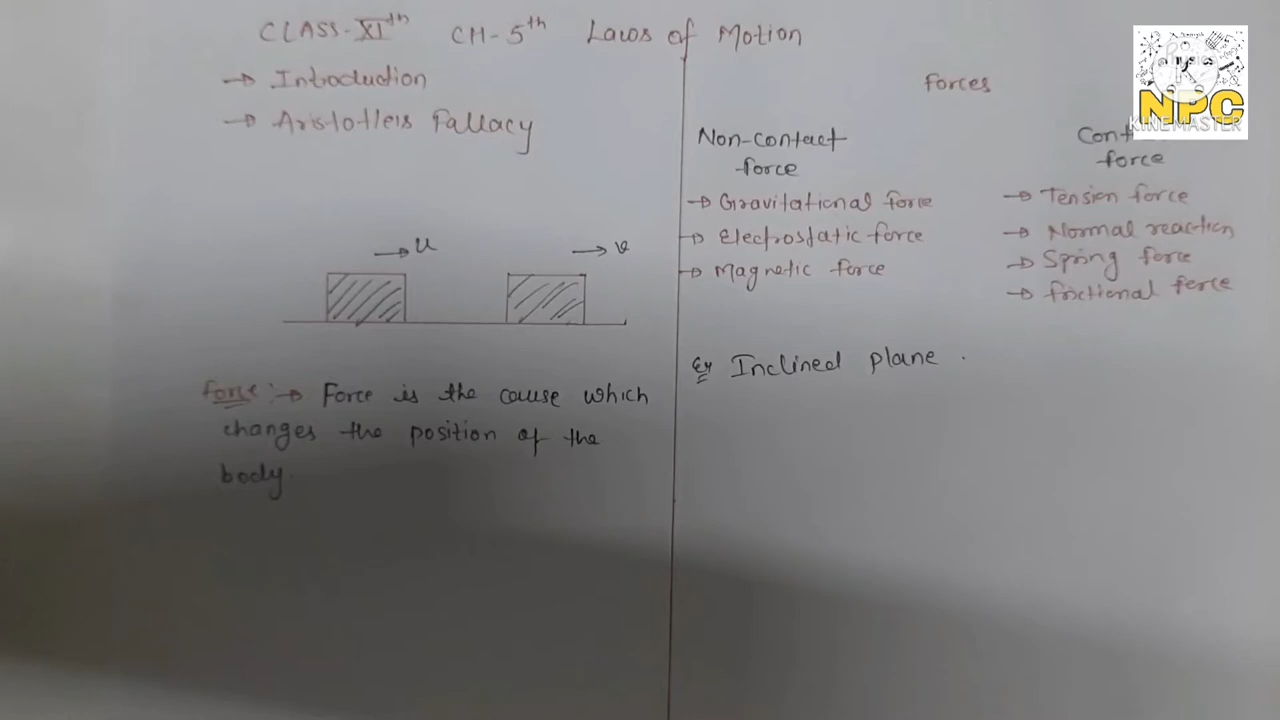 CLASS-XIth CH-5th Laws of Motion
→ Introduction
→ Aristotle's Fallacy
→ u
→ v
Force :→ Force is the cause which
changes the position of the
body
Forces
Non-contact
force
→ Gravitational force
→ Electrostatic force
→ Magnetic force
force
→ Tension force
→ Normal reaction
→ Spring force
→ frictional force
Ex Inclined plane .
Physics
NPC
KINEMASTER